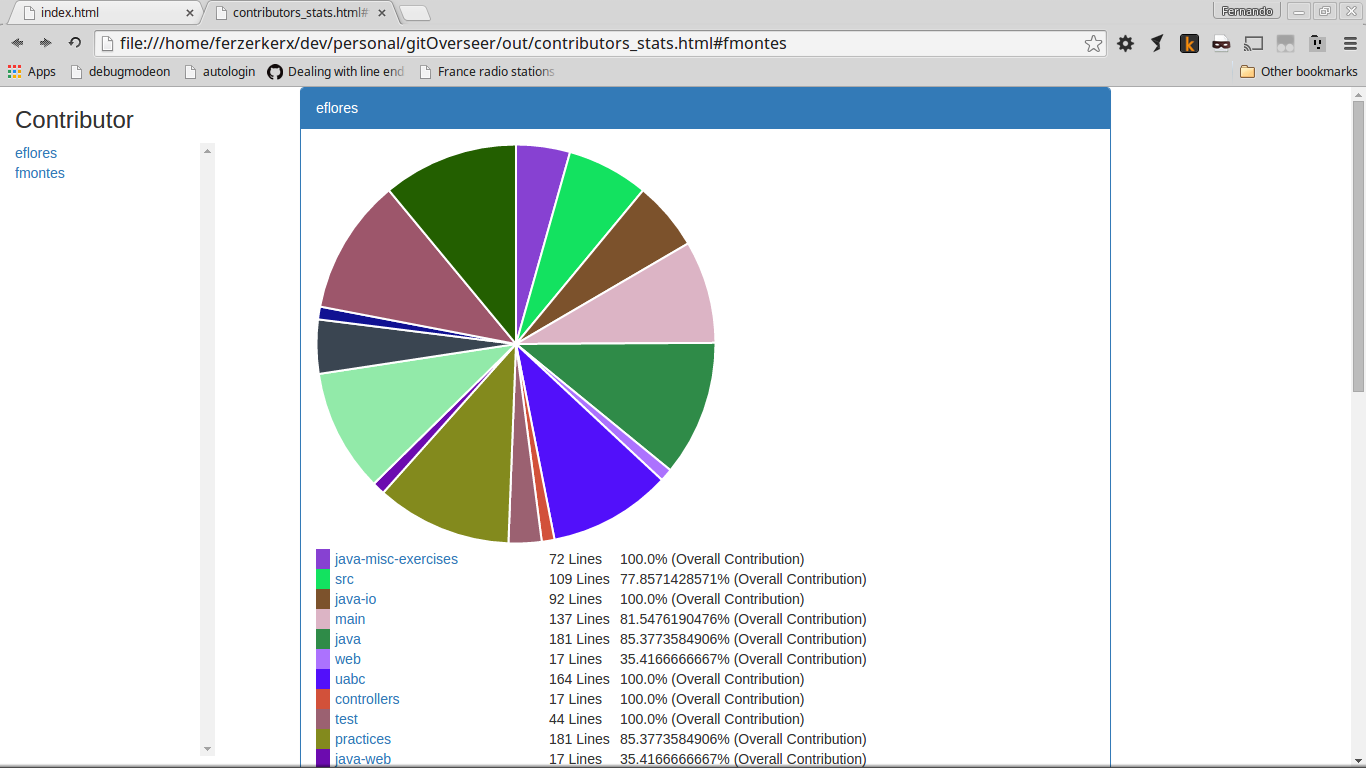 index.html
contributors_stats.html#
Fernando
file:///home/ferzerkerx/dev/personal/gitOverseer/out/contributors_stats.html#fmontes
Apps debugmodeon autologin Dealing with line end France radio stations Other bookmarks
Contributor
eflores
fmontes
eflores
java-misc-exercises 72 Lines 100.0% (Overall Contribution)
src 109 Lines 77.8571428571% (Overall Contribution)
java-io 92 Lines 100.0% (Overall Contribution)
main 137 Lines 81.5476190476% (Overall Contribution)
java 181 Lines 85.3773584906% (Overall Contribution)
web 17 Lines 35.4166666667% (Overall Contribution)
uabc 164 Lines 100.0% (Overall Contribution)
controllers 17 Lines 100.0% (Overall Contribution)
test 44 Lines 100.0% (Overall Contribution)
practices 181 Lines 85.3773584906% (Overall Contribution)
java-web 17 Lines 35.4166666667% (Overall Contribution)